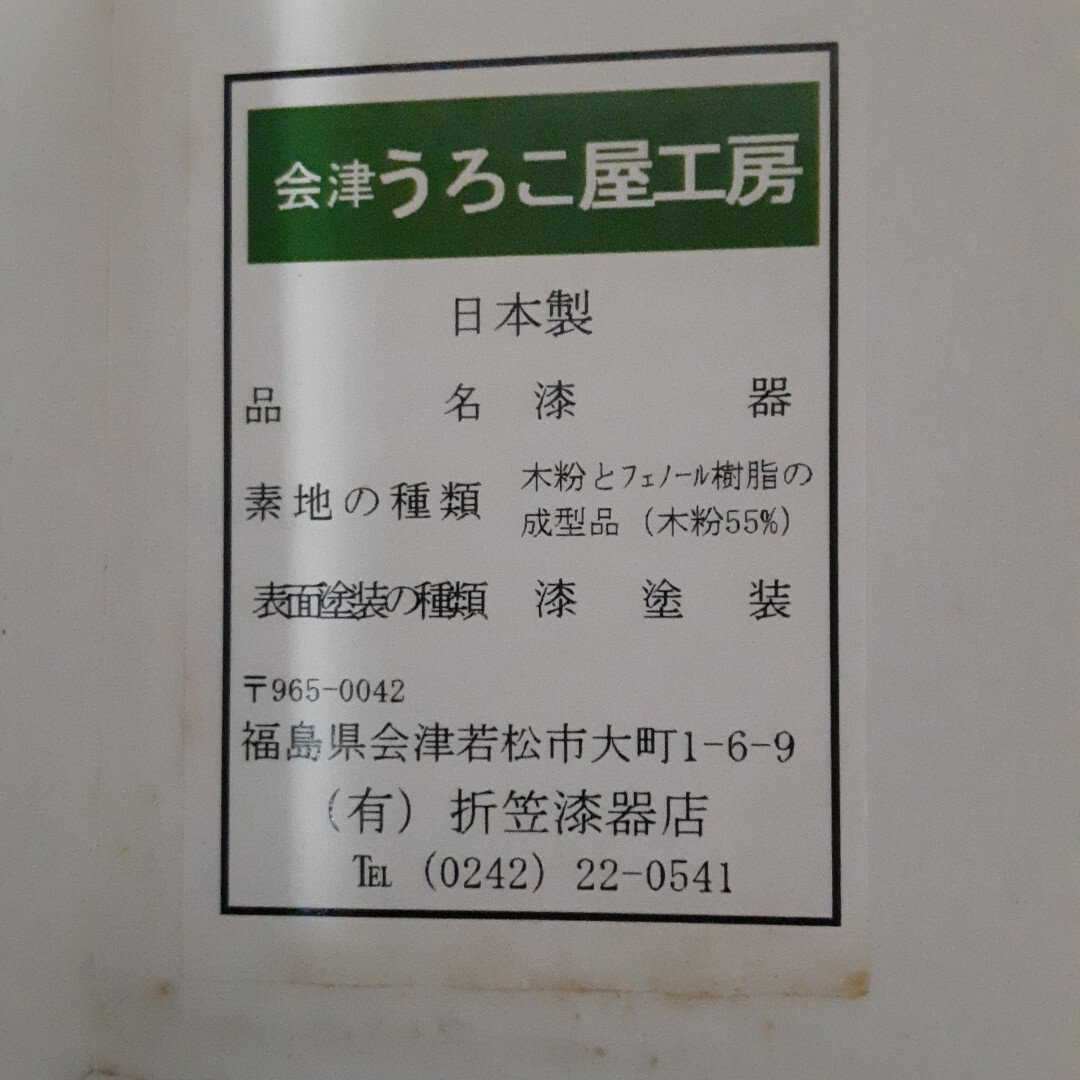 会津うろこ屋工房
日本製
品名 漆器
素地の種類 木粉とフェノール樹脂の
成型品（木粉55%）
表面塗装の種類 漆塗装
〒965-0042
福島県会津若松市大町1-6-9
（有）折笠漆器店
℡（0242）22-0541